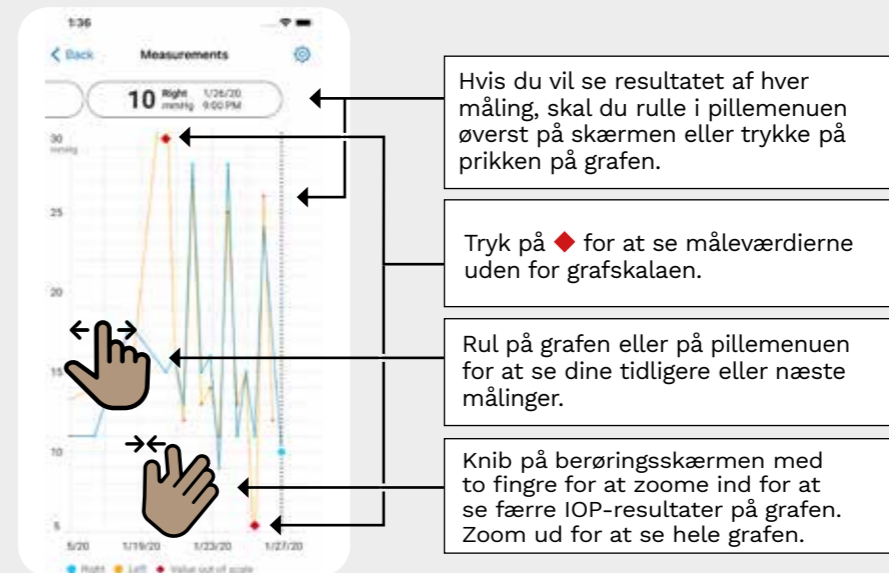 1:36
Back Measurements
10 Right 1/26/20
mmHg 9:00 PM
30
mmHg
25
20
15
10
5
5/20 1/19/20 1/23/20 1/27/20
Right Left Value out of scale
Hvis du vil se resultatet af hver
måling, skal du rulle i pillemenuen
øverst på skærmen eller trykke på
prikken på grafen.
Tryk på ◆ for at se måleværdierne
uden for grafskalaen.
Rul på grafen eller på pillemenuen
for at se dine tidligere eller næste
målinger.
Knib på berøringsskærmen med
to fingre for at zoome ind for at
se færre IOP-resultater på grafen.
Zoom ud for at se hele grafen.